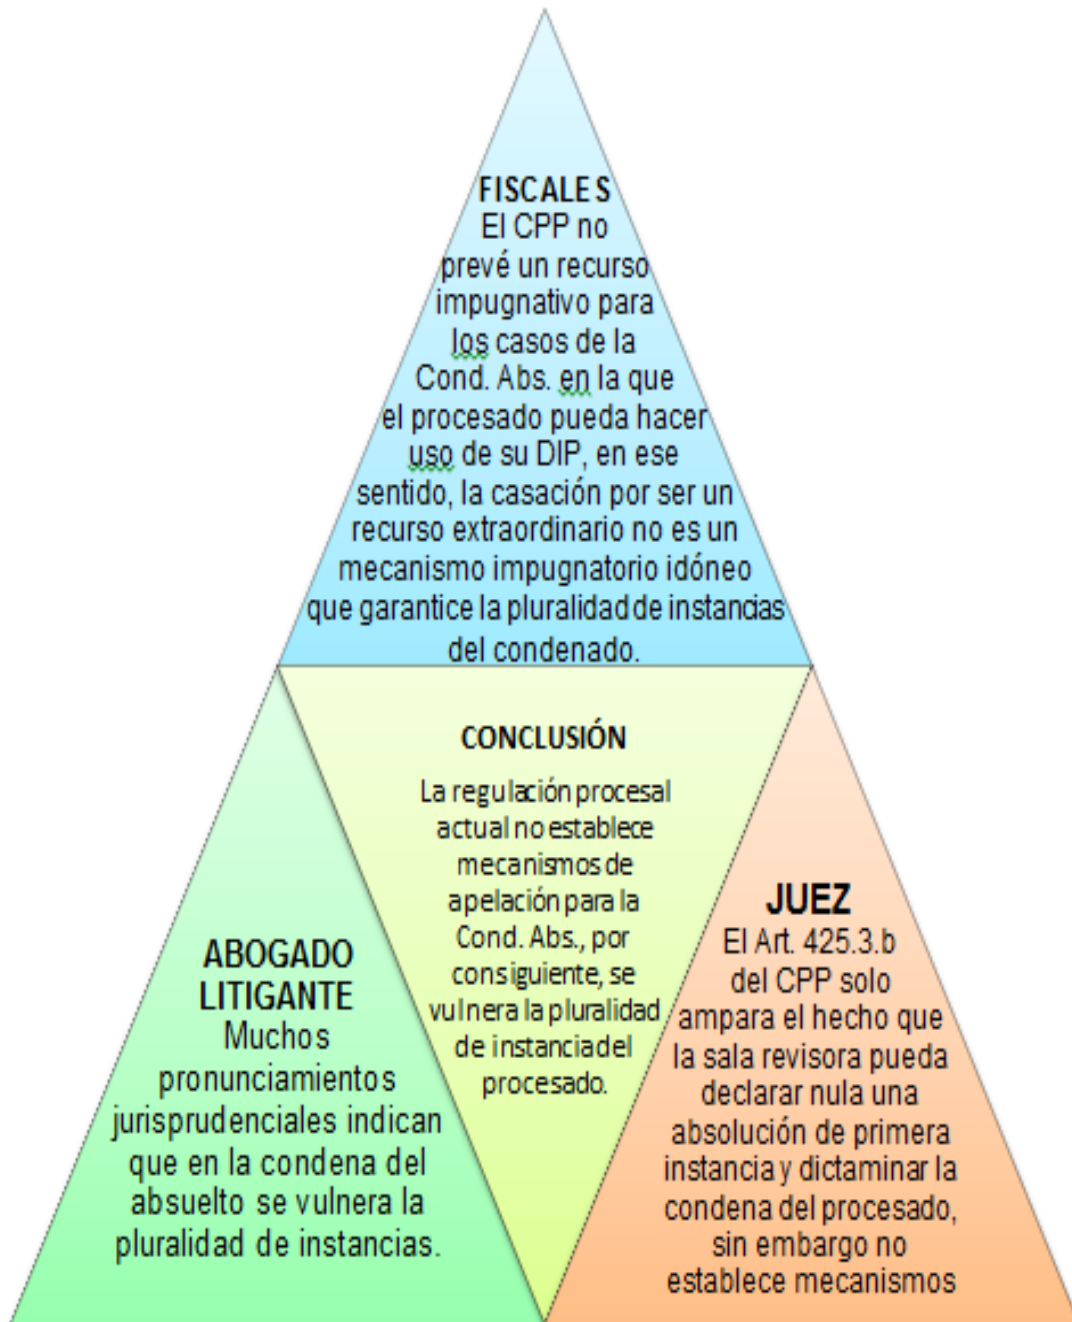 FISCALES
El CPP no
prevé un recurso
impugnativo para
los casos de la
Cond. Abs. en la que
el procesado pueda hacer
uso de su DIP, en ese
sentido, la casación por ser un
recurso extraordinario no es un
mecanismo impugnatorio idóneo
que garantice la pluralidad de instancias
del condenado.
CONCLUSIÓN
La regulación procesal
actual no establece
mecanismos de
apelación para la
Cond. Abs., por
consiguiente, se
vulnera la pluralidad
de instancia del
procesado.
ABOGADO
LITIGANTE
Muchos
pronunciamientos
jurisprudenciales indican
que en la condena del
absuelto se vulnera la
pluralidad de instancias.
JUEZ
El Art. 425.3.b
del CPP solo
ampara el hecho que
la sala revisora pueda
declarar nula una
absolución de primera
instancia y dictaminar la
condena del procesado,
sin embargo no
establece mecanismos